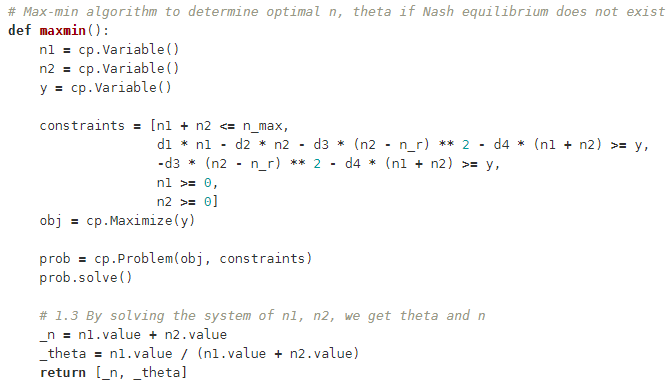 # Max-min algorithm to determine optimal n, theta if Nash equilibrium does not exist
def maxmin():
    n1 = cp.Variable()
    n2 = cp.Variable()
    y = cp.Variable()

    constraints = [n1 + n2 <= n_max,
                   d1 * n1 - d2 * n2 - d3 * (n2 - n_r) ** 2 - d4 * (n1 + n2) >= y,
                   -d3 * (n2 - n_r) ** 2 - d4 * (n1 + n2) >= y,
                   n1 >= 0,
                   n2 >= 0]
    obj = cp.Maximize(y)

    prob = cp.Problem(obj, constraints)
    prob.solve()

    # 1.3 By solving the system of n1, n2, we get theta and n
    _n = n1.value + n2.value
    _theta = n1.value / (n1.value + n2.value)
    return [_n, _theta]